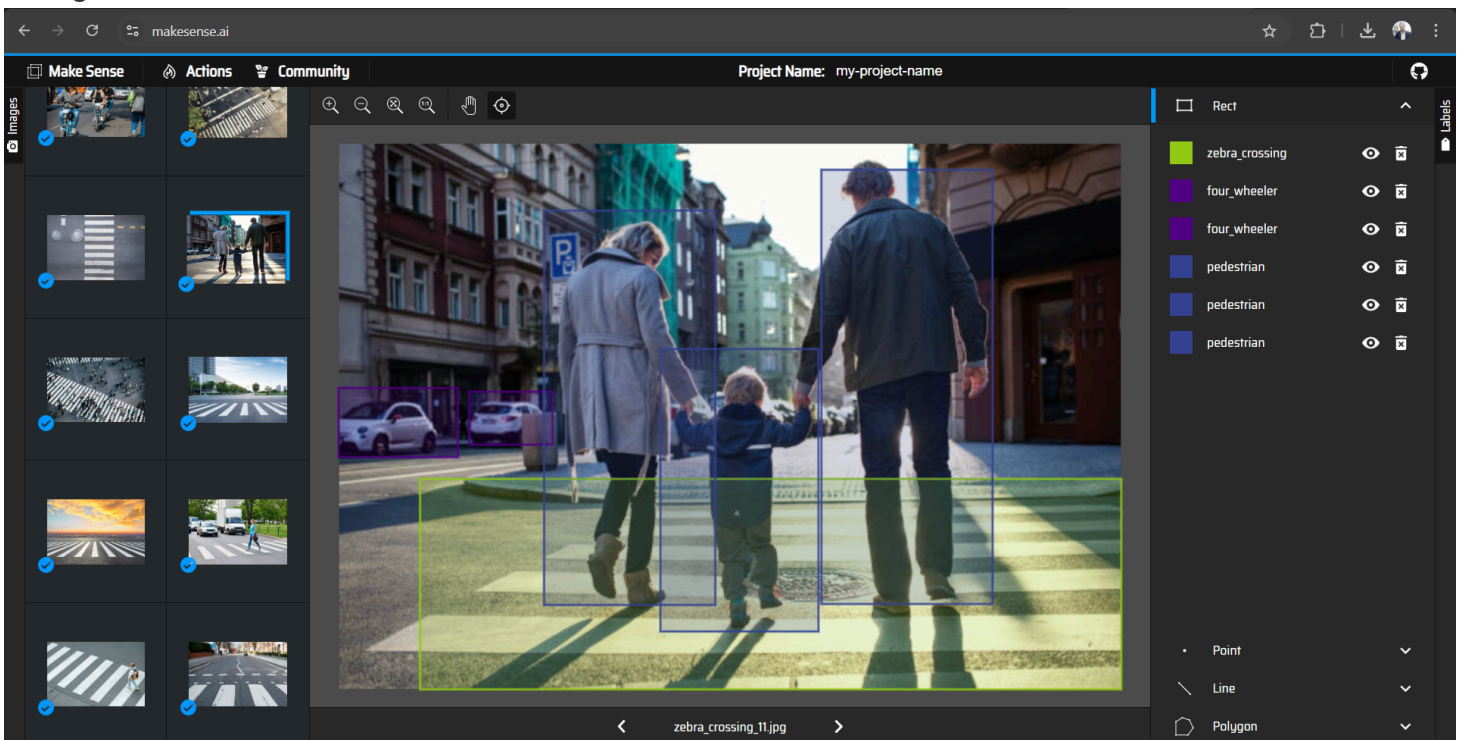 makesense.ai
Make Sense Actions Community Project Name: my-project-name
Images
Labels
Rect
zebra_crossing
four_wheeler
four_wheeler
pedestrian
pedestrian
pedestrian
P
Point
Line
Polygon
zebra_crossing_11.jpg